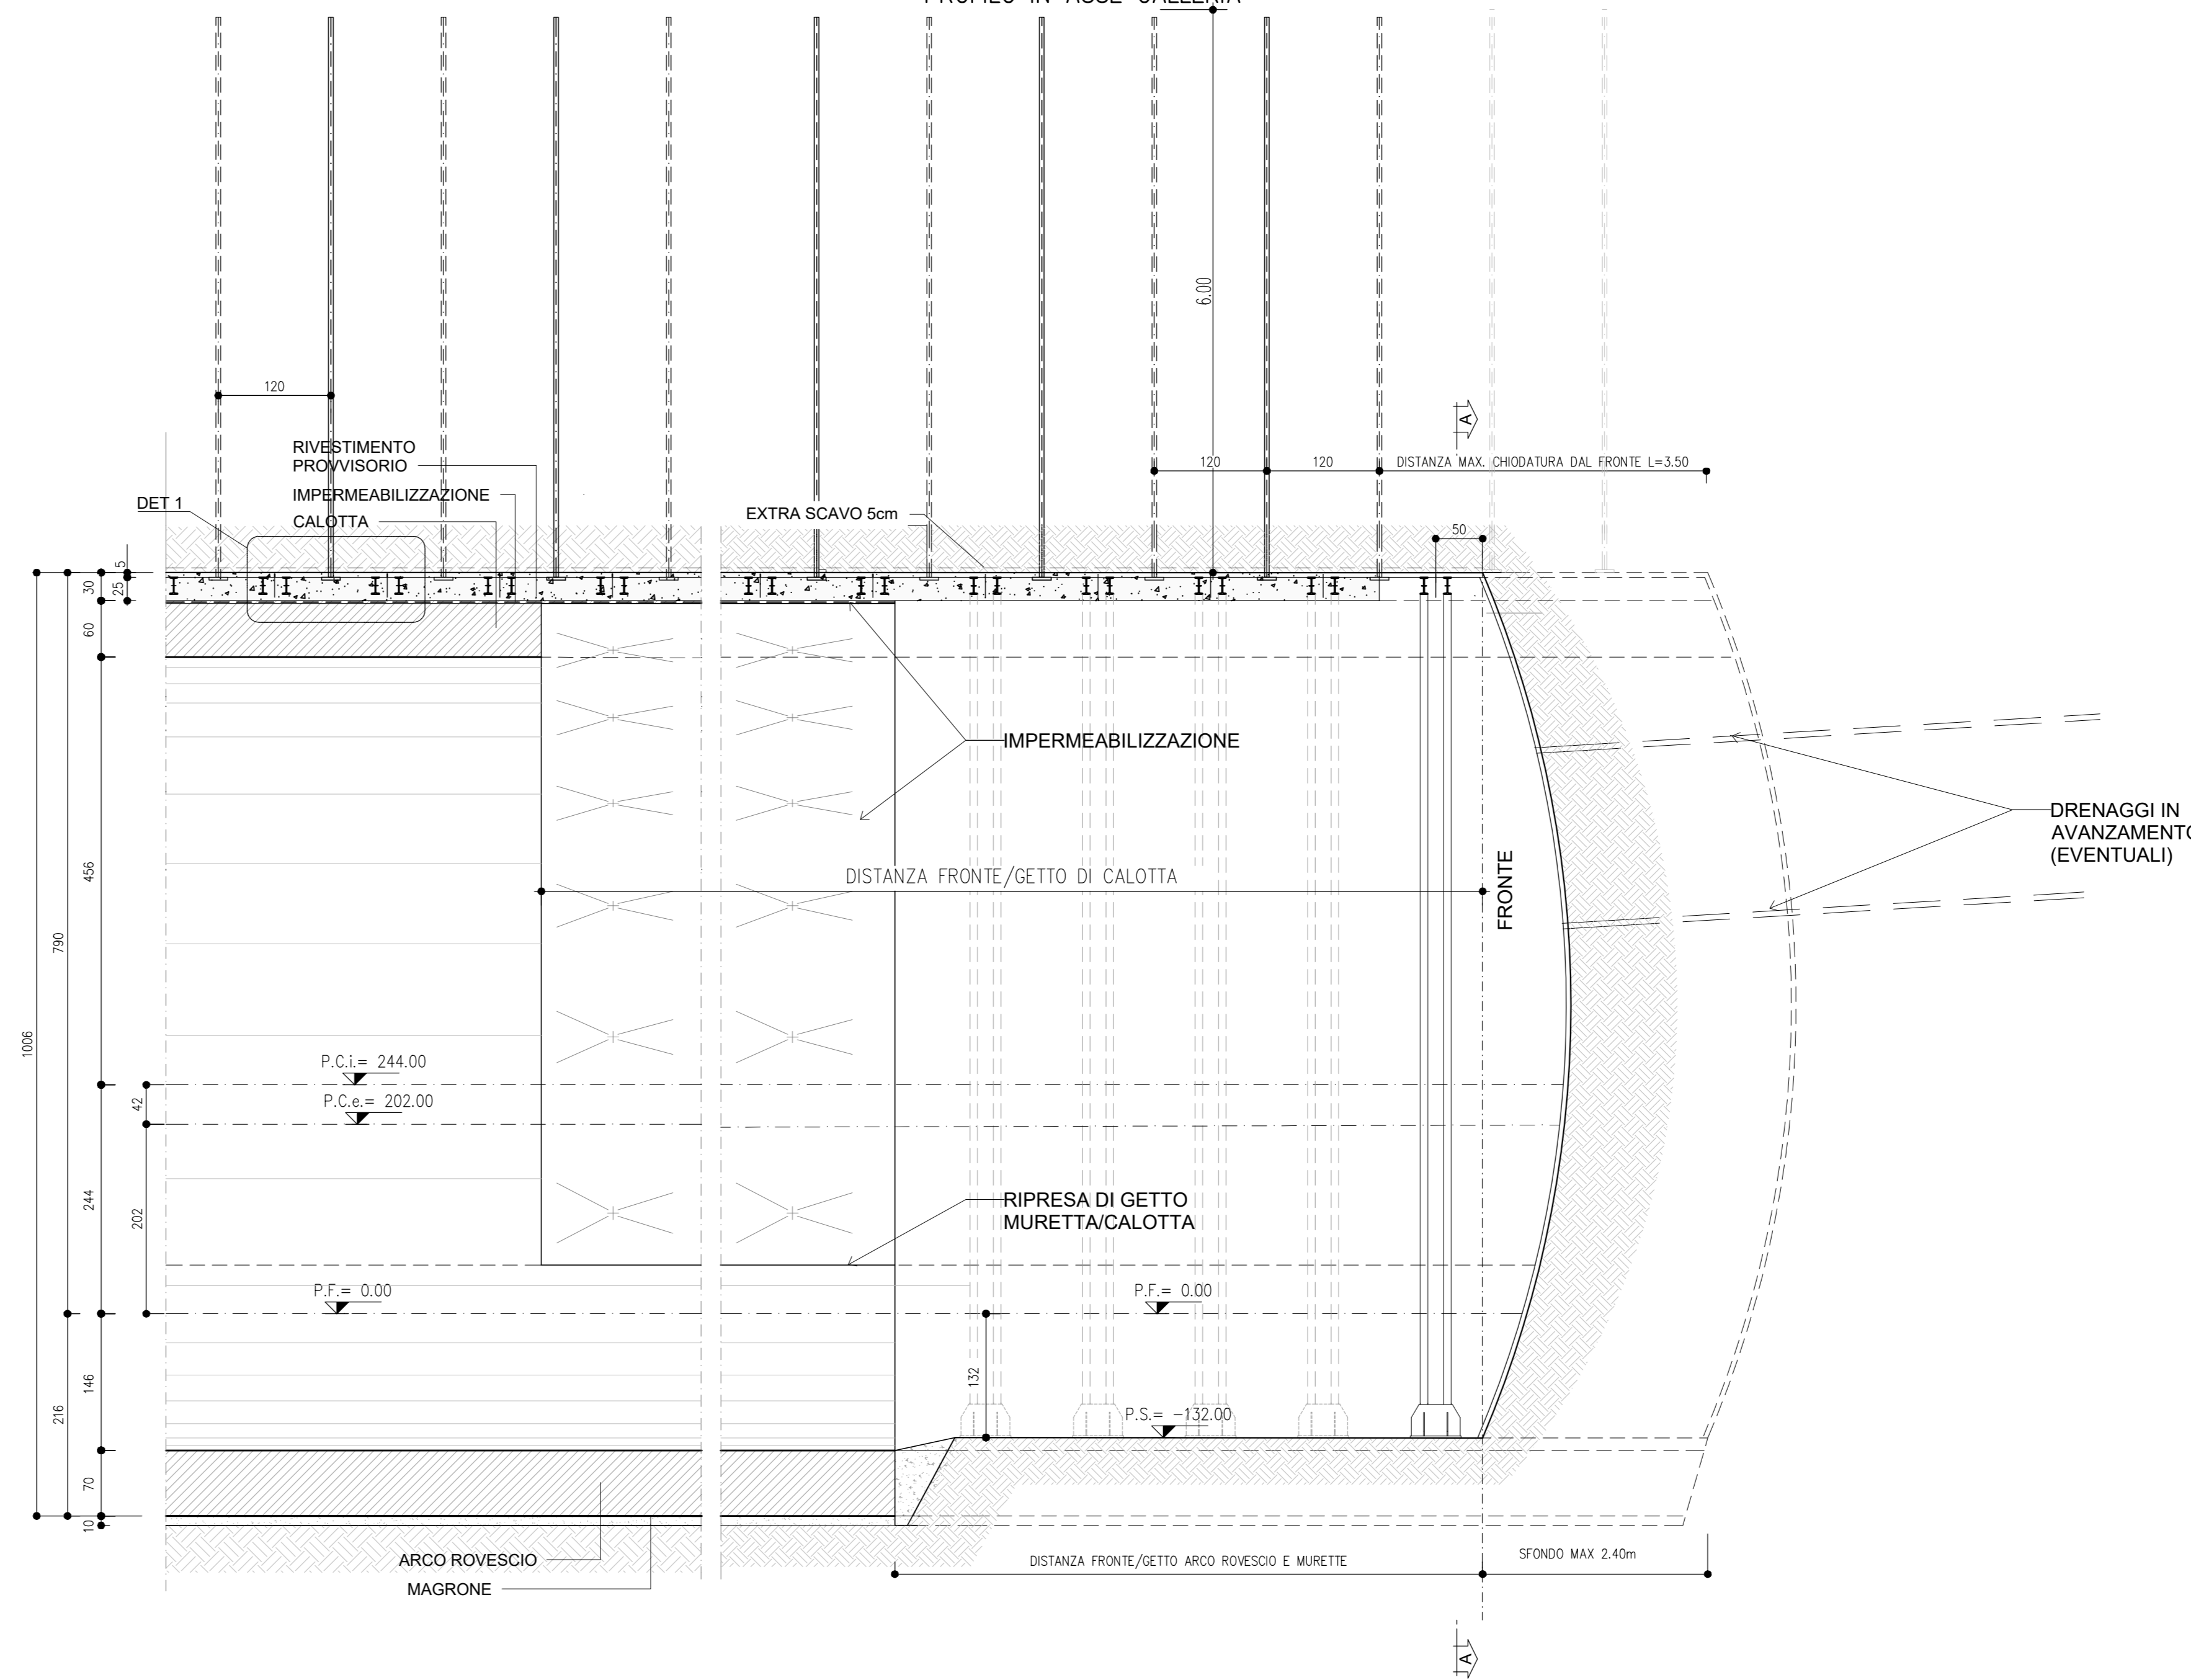 PROFILO IN ASSE GALLERIA
6.00
120
RIVESTIMENTO
PROVVISORIO
IMPERMEABILIZZAZIONE
CALOTTA
DET 1
120
120
DISTANZA MAX. CHIODATURA DAL FRONTE L=3.50
A
EXTRA SCAVO 5cm
50
5
30
25
60
IMPERMEABILIZZAZIONE
DRENAGGI IN
AVANZAMENTO
(EVENTUALI)
456
DISTANZA FRONTE/GETTO DI CALOTTA
FRONTE
790
1006
P.C.i.= 244.00
P.C.e.= 202.00
42
244
202
RIPRESA DI GETTO
MURETTA/CALOTTA
P.F.= 0.00
P.F.= 0.00
146
132
216
P.S.= -132.00
70
10
ARCO ROVESCIO
MAGRONE
DISTANZA FRONTE/GETTO ARCO ROVESCIO E MURETTE
SFONDO MAX 2.40m
A